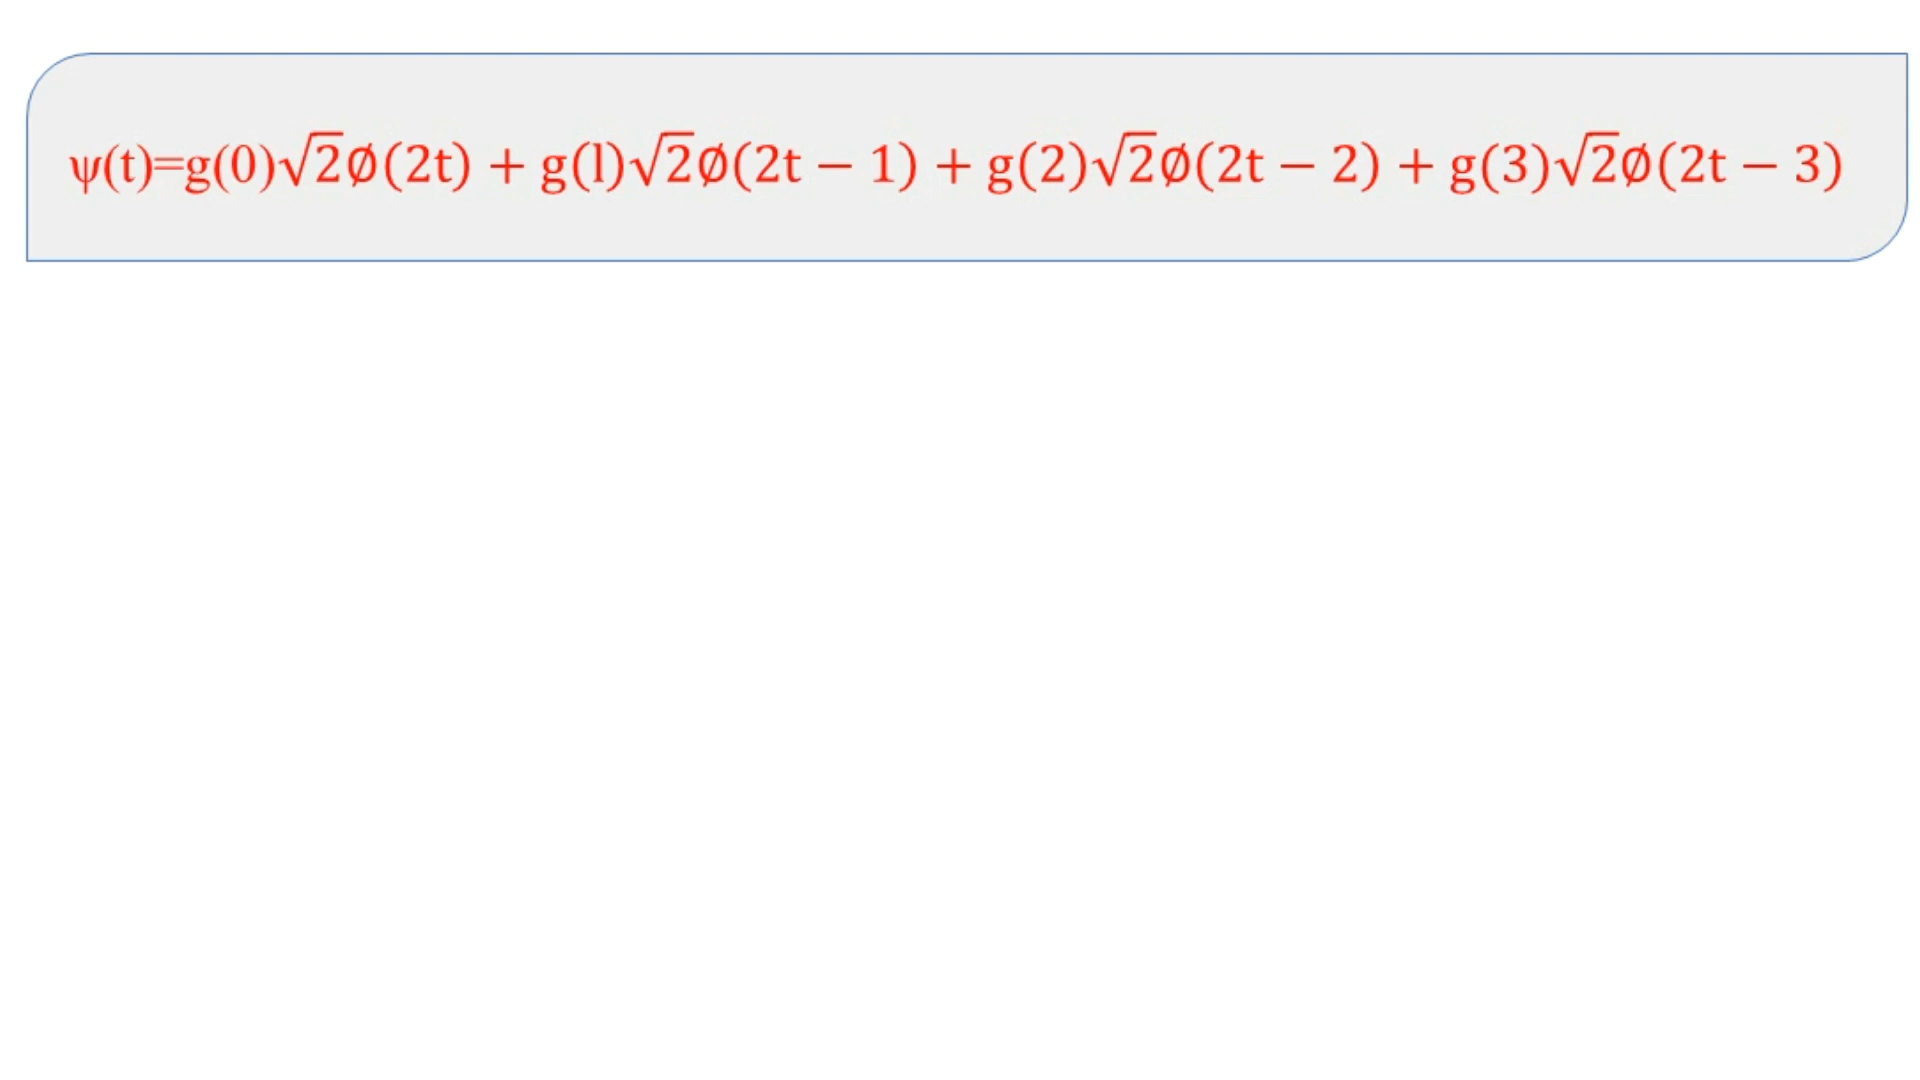 ψ(t)=g(0)√2∅(2t) + g(l)√2∅(2t − 1) + g(2)√2∅(2t − 2) + g(3)√2∅(2t − 3)